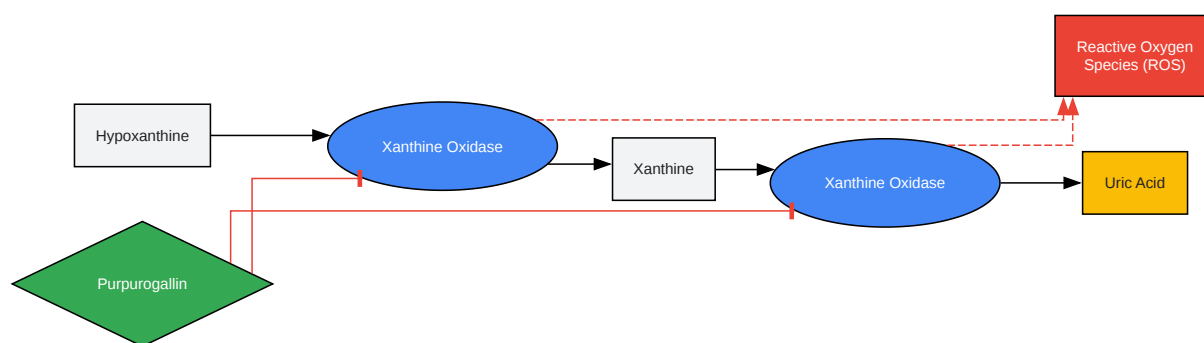 Reactive Oxygen
Species (ROS)
Hypoxanthine
Xanthine Oxidase
Xanthine
Xanthine Oxidase
Uric Acid
Purpurogallin